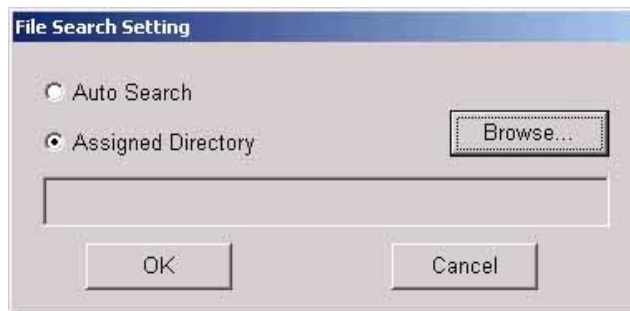 File Search Setting
Auto Search
Assigned Directory
Browse...
OK
Cancel